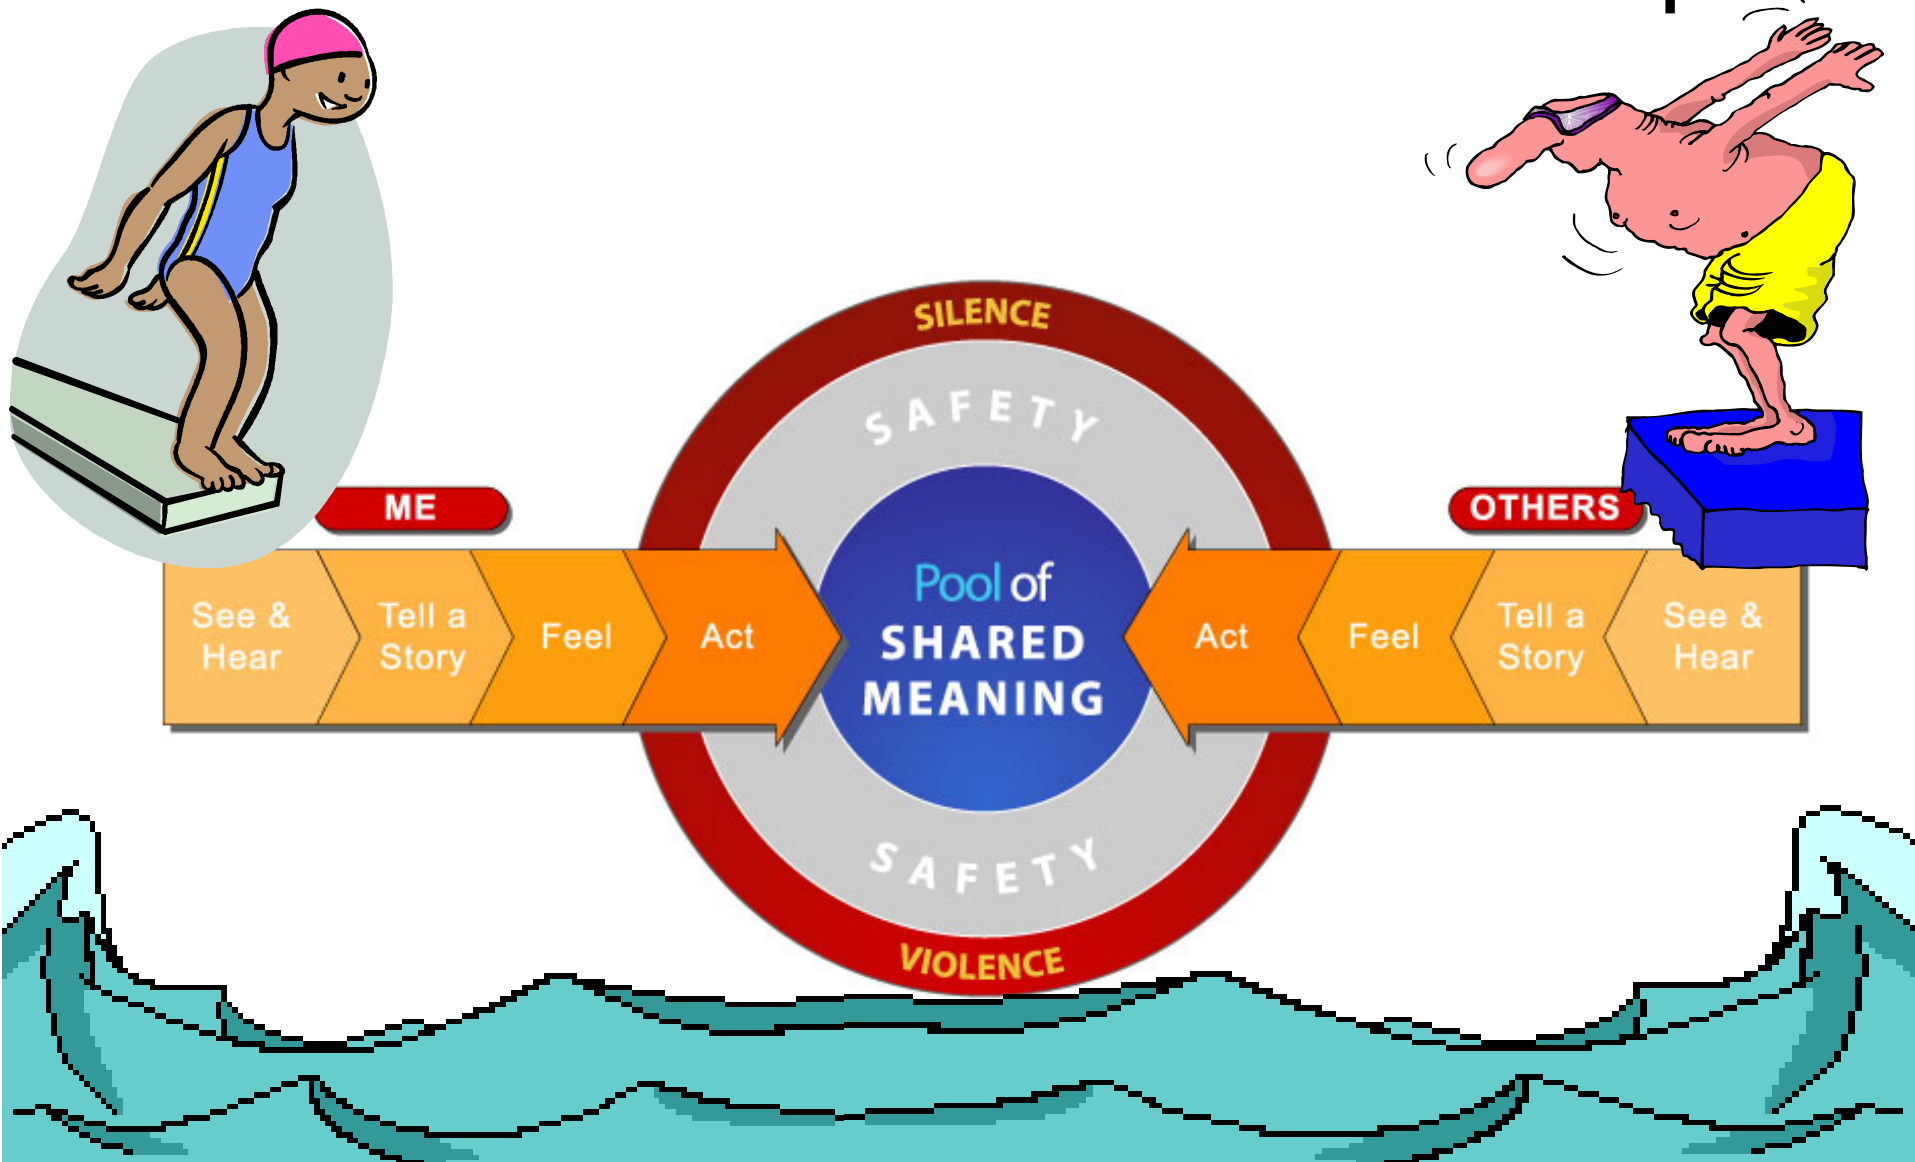 SILENCE
SAFETY
ME
OTHERS
See &
Hear
Tell a
Story
Feel
Act
Pool of
SHARED
MEANING
Act
Feel
Tell a
Story
See &
Hear
SAFETY
VIOLENCE